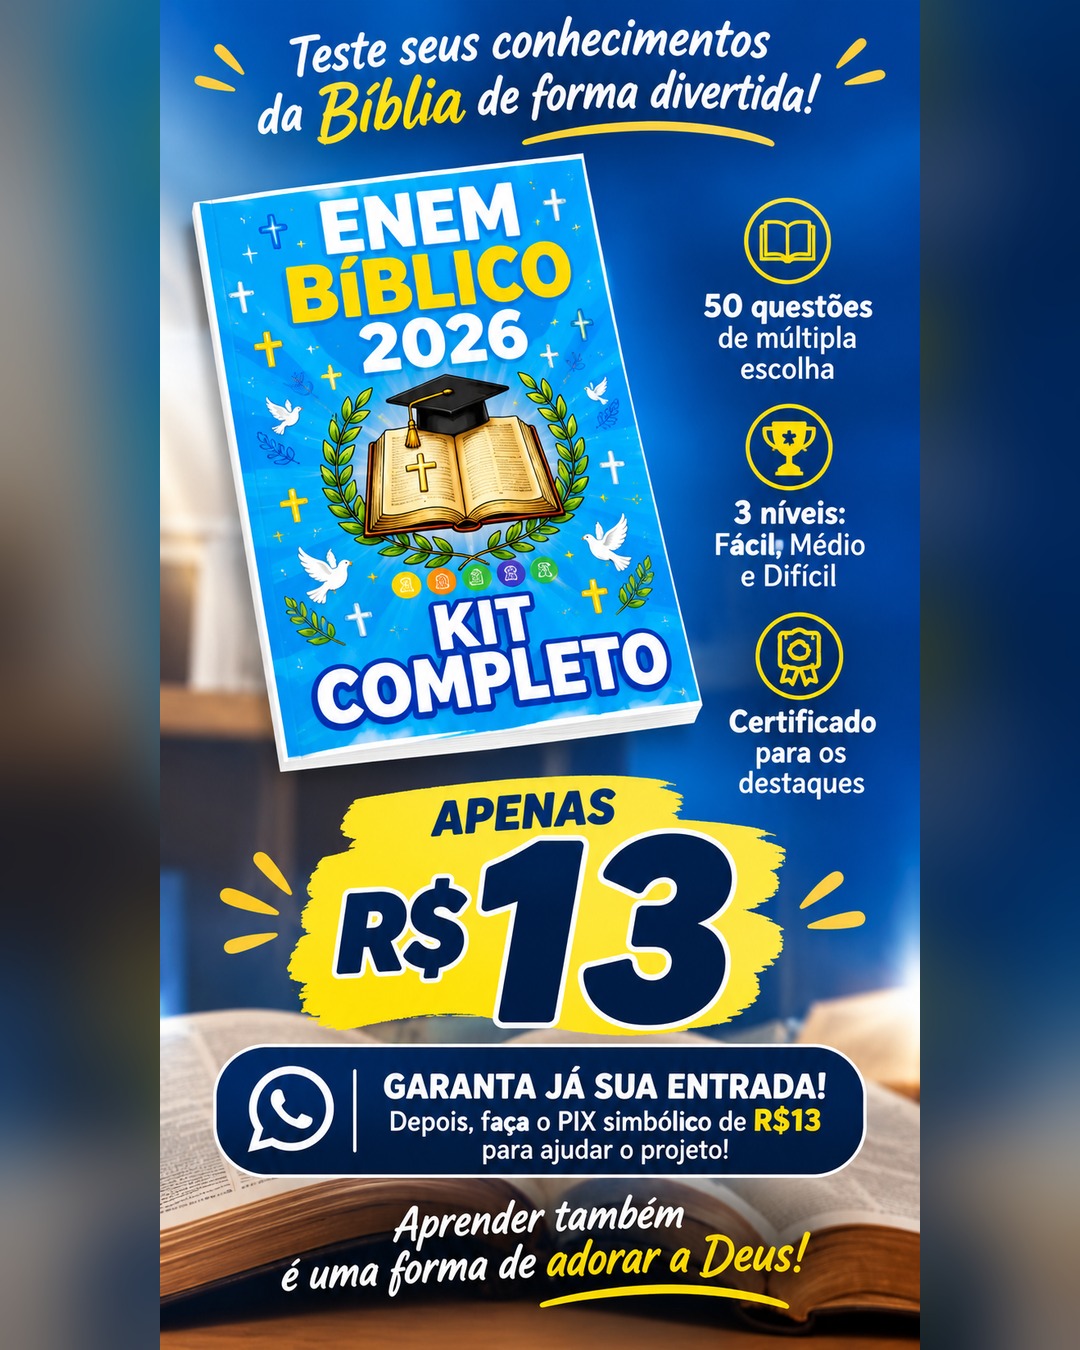 Teste seus conhecimentos
da Bíblia de forma divertida!
ENEM
BíBLICO
2026
KIT
COMPLETO
50 questões
de múltipla
escolha
3 níveis:
Fácil, Médio
e Difícil
Certificado
para os
destaques
APENAS
R$13
GARANTA JÁ SUA ENTRADA!
Depois, faça o PIX simbólico de R$13
para ajudar o projeto!
Aprender também
é uma forma de adorar a Deus!